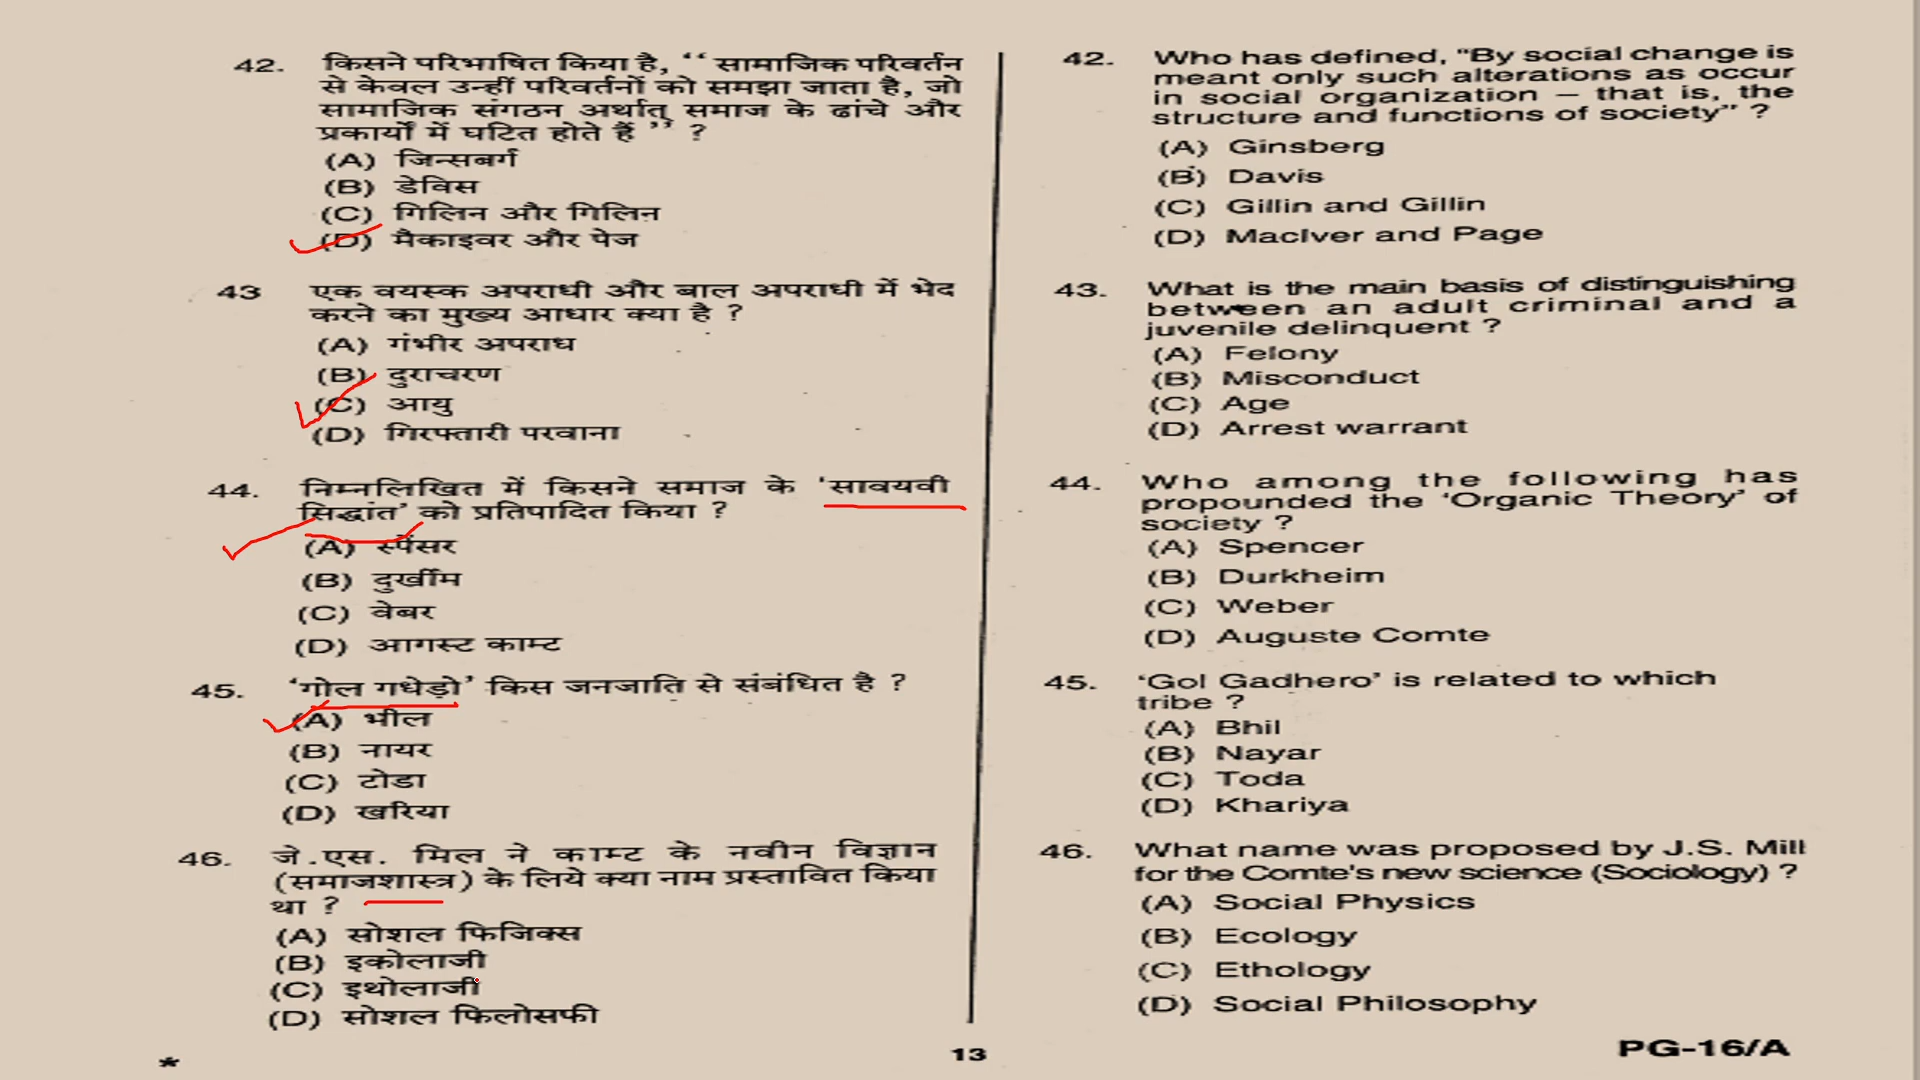 42. किसने परिभाषित किया है, ‘‘ सामाजिक परिवर्तन
से केवल उन्हीं परिवर्तनों को समझा जाता है, जो
सामाजिक संगठन अर्थात् समाज के ढांचे और
प्रकार्यों में घटित होते हैं ’’ ?
(A) जिन्सबर्ग
(B) डेविस
(C) गिलिन और गिलिन
(D) मैकाइवर और पेज
43 एक वयस्क अपराधी और बाल अपराधी में भेद
करने का मुख्य आधार क्या है ?
(A) गंभीर अपराध
(B) दुराचरण
(C) आयु
(D) गिरफ्तारी परवाना
44. निम्नलिखित में किसने समाज के ‘सावयवी
सिद्धांत’ को प्रतिपादित किया ?
(A) स्पेंसर
(B) दुर्खीम
(C) वेबर
(D) आगस्ट काम्ट
45. ‘गोल गधेड़ो’ किस जनजाति से संबंधित है ?
(A) भील
(B) नायर
(C) टोडा
(D) खरिया
46. जे.एस. मिल ने काम्ट के नवीन विज्ञान
(समाजशास्त्र) के लिये क्या नाम प्रस्तावित किया
था ?
(A) सोशल फिजिक्स
(B) इकोलाजी
(C) इथोलाजी
(D) सोशल फिलोसफी
42. Who has defined, “By social change is
meant only such alterations as occur
in social organization — that is, the
structure and functions of society” ?
(A) Ginsberg
(B) Davis
(C) Gillin and Gillin
(D) MacIver and Page
43. What is the main basis of distinguishing
between an adult criminal and a
juvenile delinquent ?
(A) Felony
(B) Misconduct
(C) Age
(D) Arrest warrant
44. Who among the following has
propounded the ‘Organic Theory’ of
society ?
(A) Spencer
(B) Durkheim
(C) Weber
(D) Auguste Comte
45. ‘Gol Gadhero’ is related to which
tribe ?
(A) Bhil
(B) Nayar
(C) Toda
(D) Khariya
46. What name was proposed by J.S. Mill
for the Comte's new science (Sociology) ?
(A) Social Physics
(B) Ecology
(C) Ethology
(D) Social Philosophy
* 13 PG-16/A